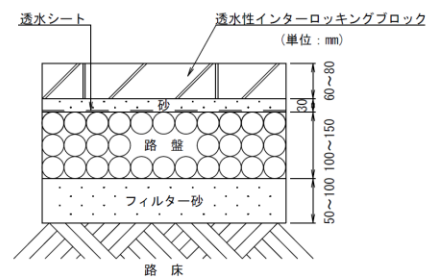 透水シート
透水性インターロッキングブロック
(単位：mm)
60〜80
砂
30
路 盤
100〜150
フィルター砂
50〜100
路 床